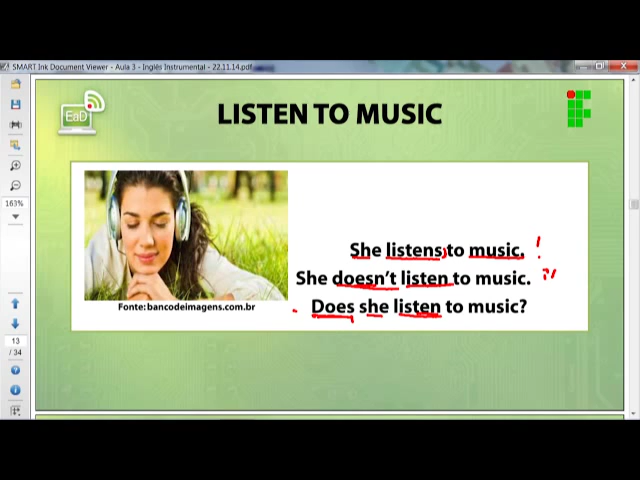 SMART Ink Document Viewer - Aula 3 - Inglês Instrumental - 22.11.14.pdf
EaD
LISTEN TO MUSIC
163%
She listens to music.
She doesn't listen to music.
Does she listen to music?
Fonte: bancodeimagens.com.br
13
/ 34